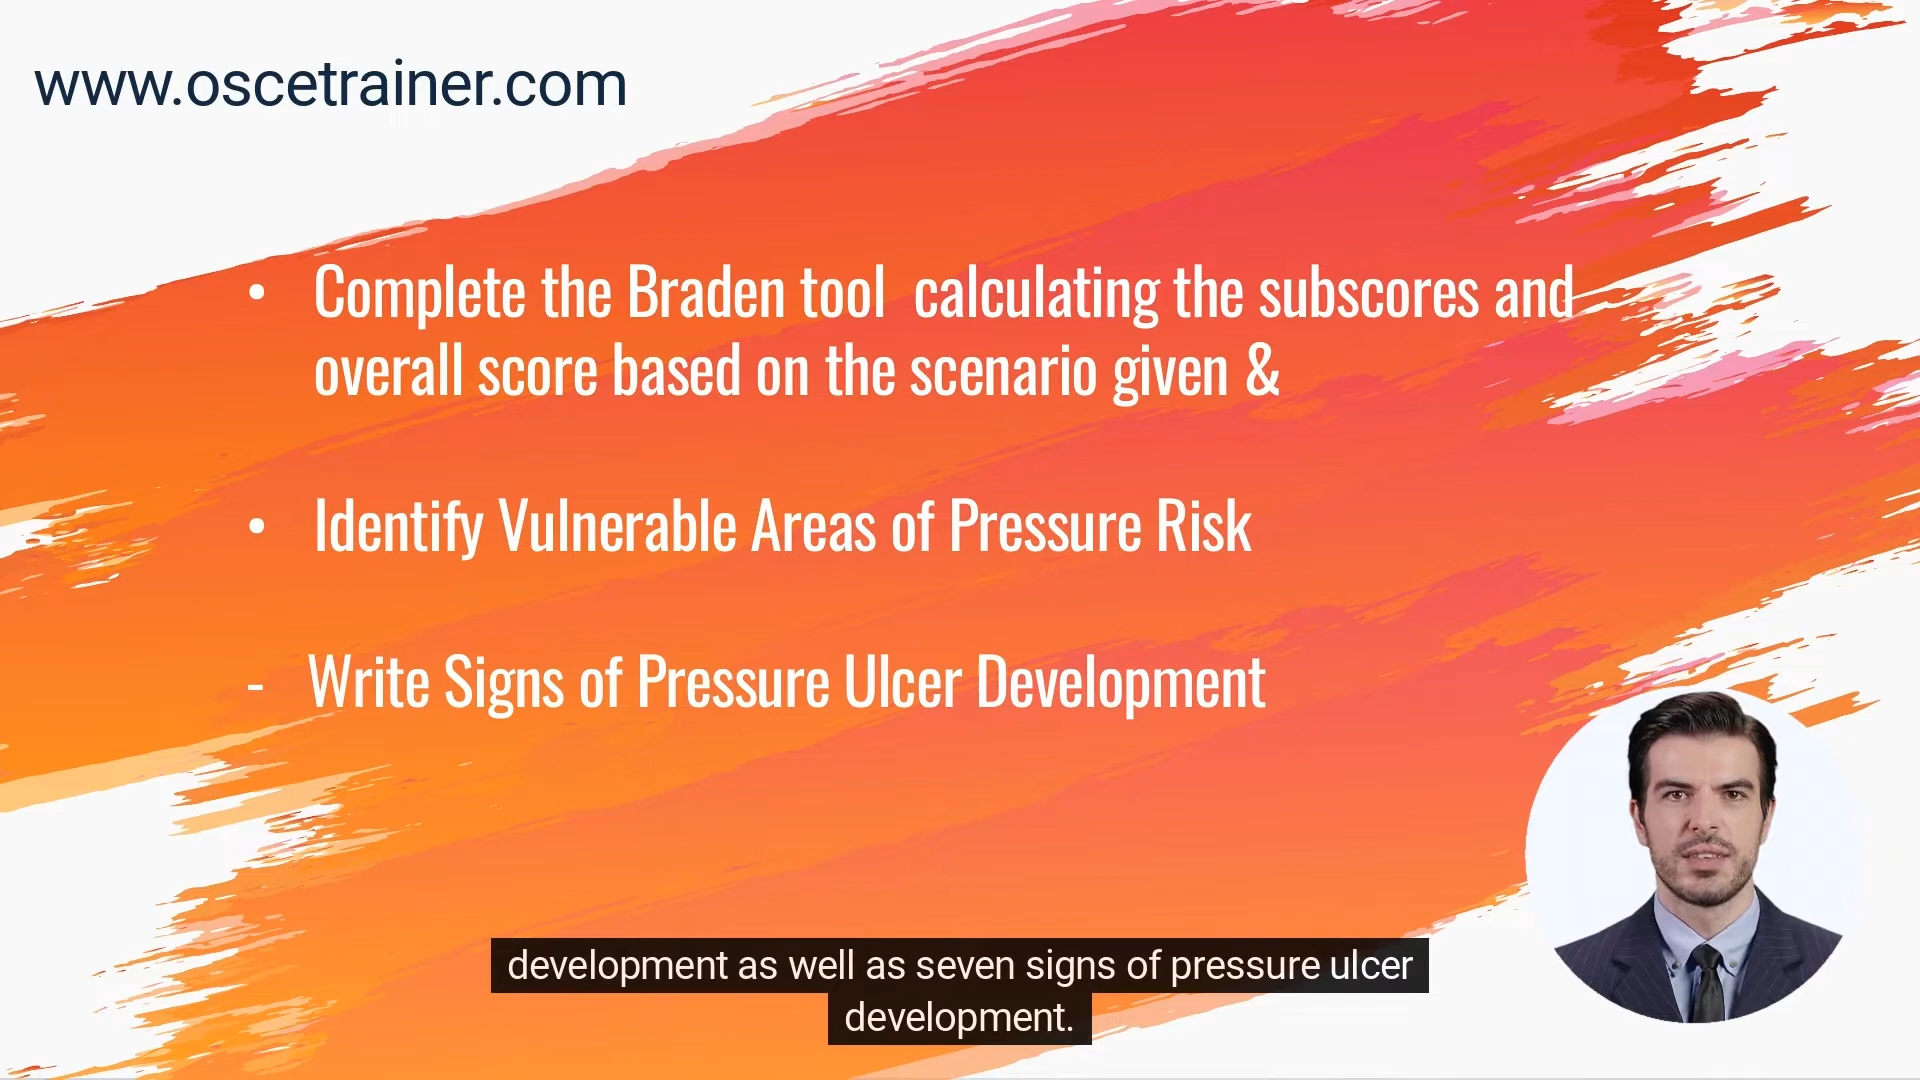 www.oscetrainer.com
• Complete the Braden tool calculating the subscores and
overall score based on the scenario given &
• Identify Vulnerable Areas of Pressure Risk
- Write Signs of Pressure Ulcer Development
development as well as seven signs of pressure ulcer
development.